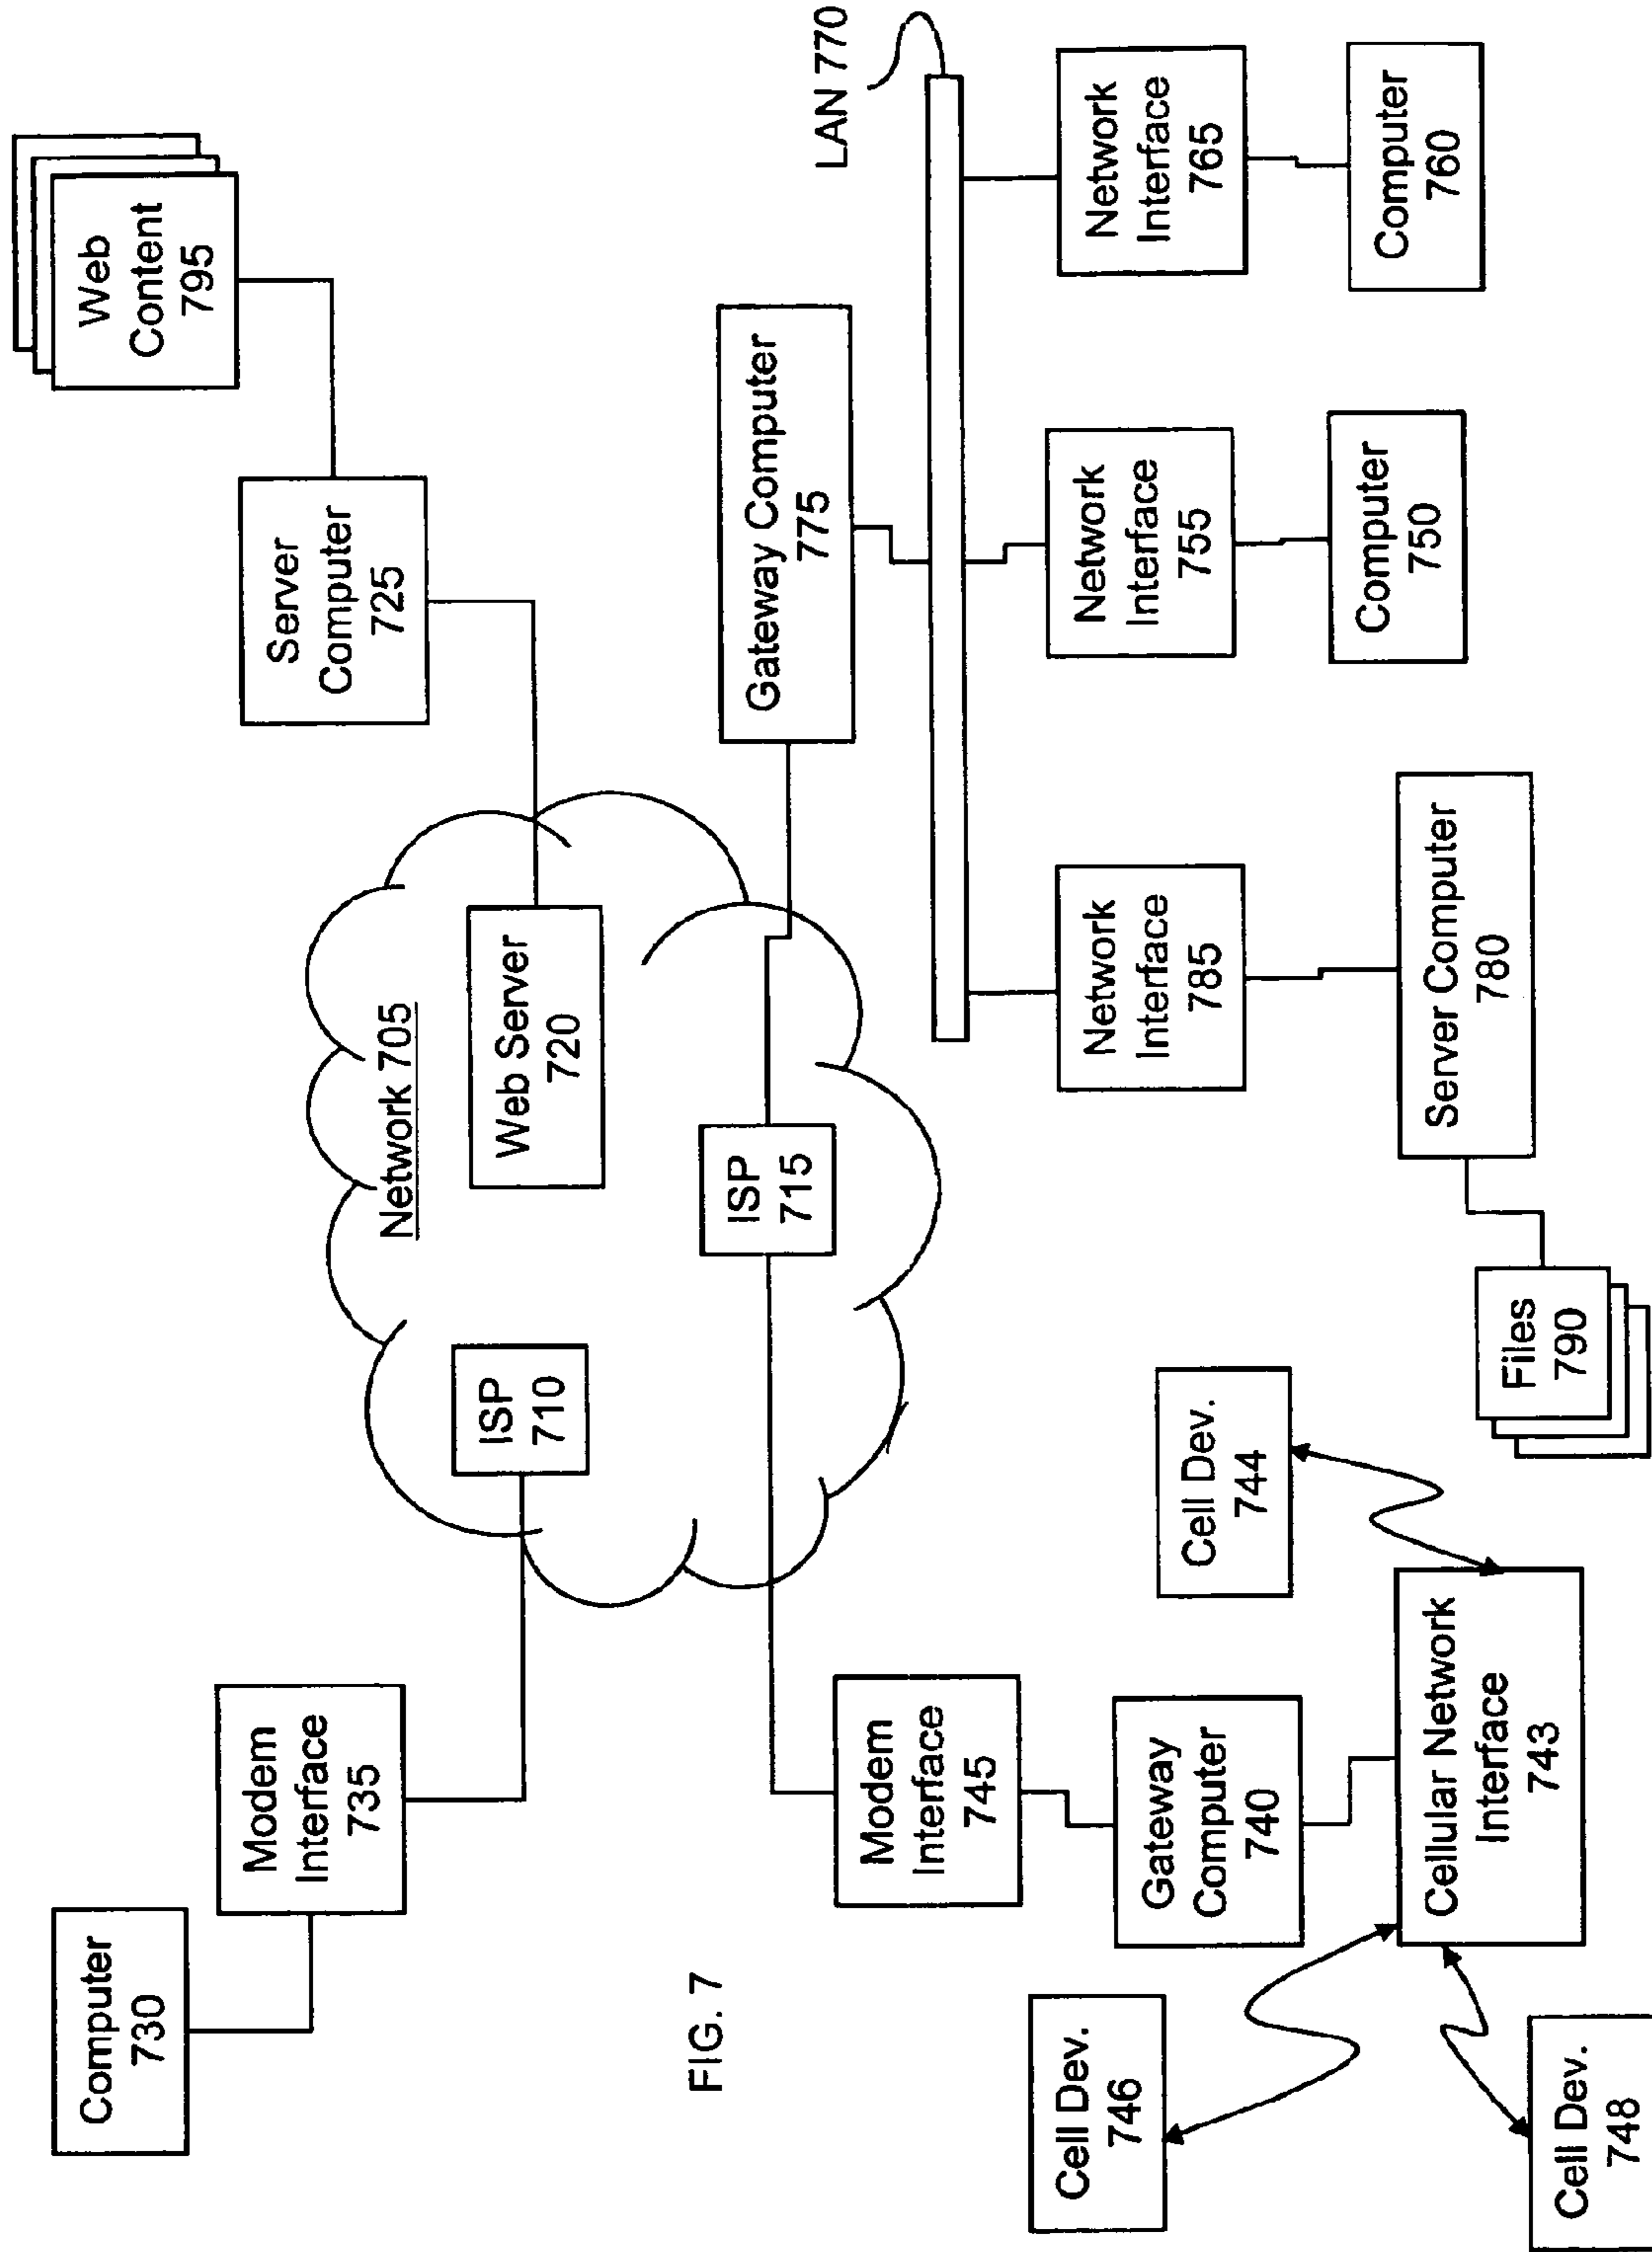 Computer
730
Modem
Interface
735
ISP
710
Network 705
Web Server
720
Server
Computer
725
Web
Content
795
FIG. 7
Modem
Interface
745
ISP
715
Gateway Computer
775
LAN 770
Gateway
Computer
740
Cell Dev.
746
Cell Dev.
748
Cellular Network
Interface
743
Cell Dev.
744
Network
Interface
785
Network
Interface
755
Network
Interface
765
Files
790
Server Computer
780
Computer
750
Computer
760